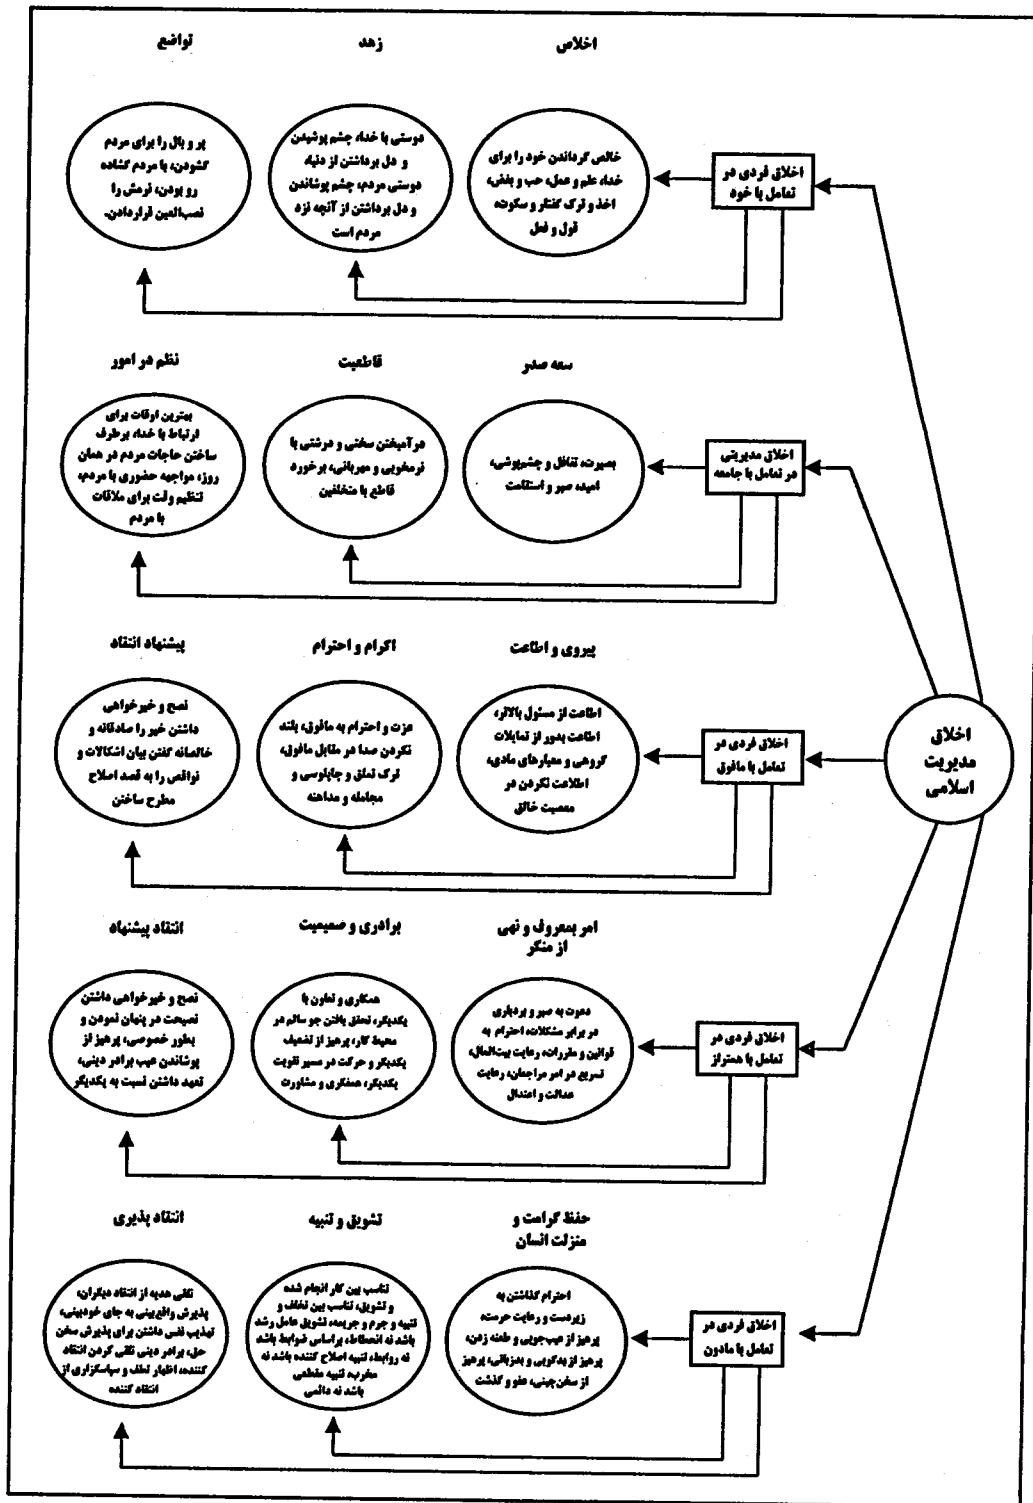 اخلاق
مدیریت
اسلامی
اخلاق فردی در
تعامل با خود
اخلاص
خالص گرداندن خود را برای
خدا، علم و عمل، حب و بغض،
اخذ و ترک گفتار و سکوت،
قول و فعل
زهد
دوستی با خدا، چشم پوشیدن
و دل برداشتن از دنیا،
دوستی مردم، چشم پوشاندن
و دل برداشتن از آنچه نزد
مردم است
تواضع
پر و بال را برای مردم
گشودن، با مردم گشاده
رو بودن، نرمش را
نصب‌العین قراردادن.
اخلاق مدیریتی
در تعامل با جامعه
سعه صدر
بصیرت، تغافل و چشم‌پوشی،
امید، صبر و استقامت
قاطعیت
درآمیختن سختی و درشتی با
نرمخویی و مهربانی، برخورد
قاطع با متخلفین
نظم در امور
بهترین اوقات برای
ارتباط با خدا، برطرف
ساختن حاجات مردم در همان
روز، مواجهه حضوری با مردم،
تنظیم وقت برای ملاقات
با مردم
اخلاق فردی در
تعامل با مافوق
پیروی و اطاعت
اطاعت از مسئول بالاتر،
اطاعت بدور از تمایلات
گروهی و معیارهای مادی،
اطاعت نکردن در
معصیت خالق
اکرام و احترام
عزت و احترام به مافوق، بلند
نکردن صدا در مقابل مافوق،
ترک تملق و چاپلوسی و
مجامله و مداهنه
پیشنهاد انتقاد
نصح و خیرخواهی
داشتن خیر را صادقانه و
خالصانه گفتن بیان اشکالات و
نواقص را به قصد اصلاح
مطرح ساختن
اخلاق فردی در
تعامل با همتراز
امر بمعروف و نهی
از منکر
دعوت به صبر و بردباری
در برابر مشکلات، احترام به
قوانین و مقررات، رعایت بیت‌المال،
تسریع در امر مراجعان، رعایت
عدالت و اعتدال
برادری و صمیمیت
همکاری و تعاون با
یکدیگر، تحقق یافتن جو سالم در
محیط کار، پرهیز از تضعیف
یکدیگر و حرکت در مسیر تقویت
یکدیگر، همفکری و مشاورت
انتقاد پیشنهاد
نصح و خیرخواهی داشتن
نصیحت در پنهان نمودن و
بطور خصوصی، پرهیز از
پوشاندن عیب برادر دینی،
تعهد داشتن نسبت به یکدیگر
اخلاق فردی در
تعامل با مادون
حفظ کرامت و
منزلت انسان
احترام گذاشتن به
زیردست و رعایت حرمت،
پرهیز از عیب‌جویی و طعنه زدن،
پرهیز از بدگویی و بدزبانی، پرهیز
از سخن‌چینی، عفو و گذشت
تشویق و تنبیه
تناسب بین کار انجام شده
و تشویق، تناسب بین تخلف و
تنبیه و جرم و جریمه، تشویق عامل رشد
باشد نه انحطاط، براساس ضوابط باشد
نه روابط، تنبیه اصلاح کننده باشد نه
مخرب، تنبیه مقطعی
باشد نه دائمی
انتقاد پذیری
تلقی هدیه از انتقاد دیگران،
پذیرش واقع‌بینی به جای خودبینی،
تهذیب نفس داشتن برای پذیرش سخن
حق، برادر دینی تلقی کردن انتقاد
کننده، اظهار لطف و سپاسگزاری از
انتقاد کننده